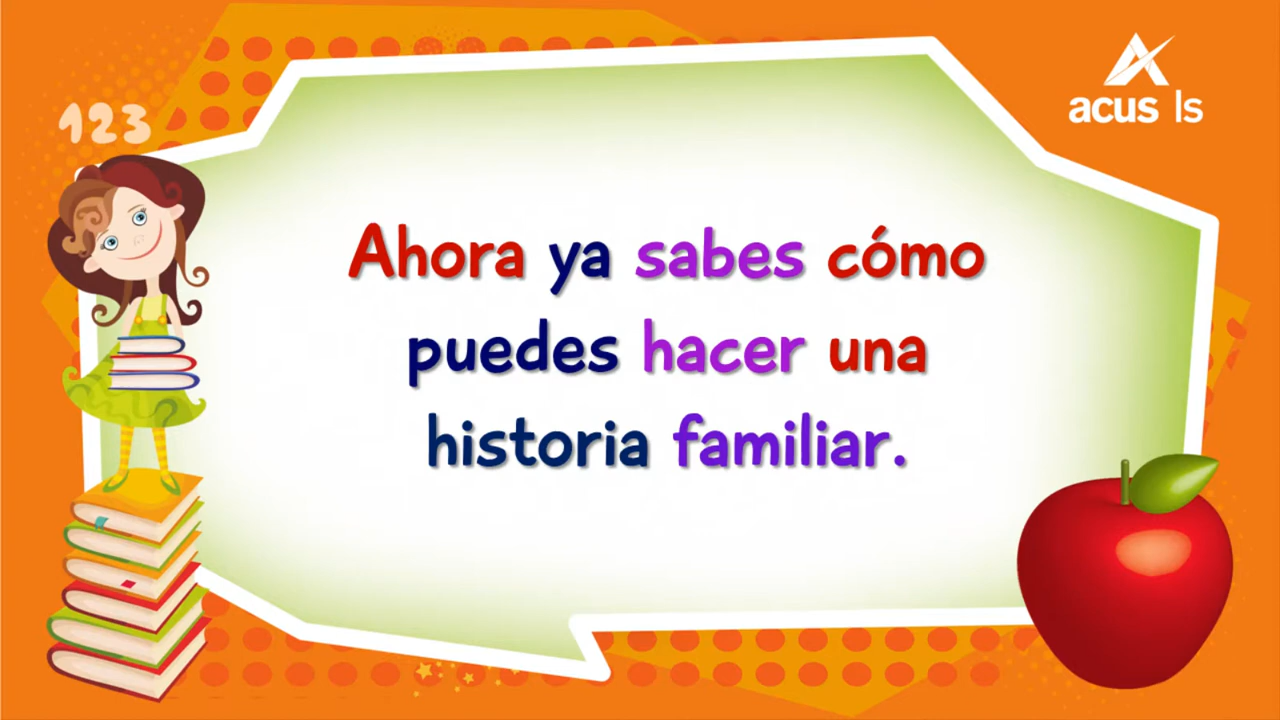 123
acus ls
Ahora ya sabes cómo
puedes hacer una
historia familiar.